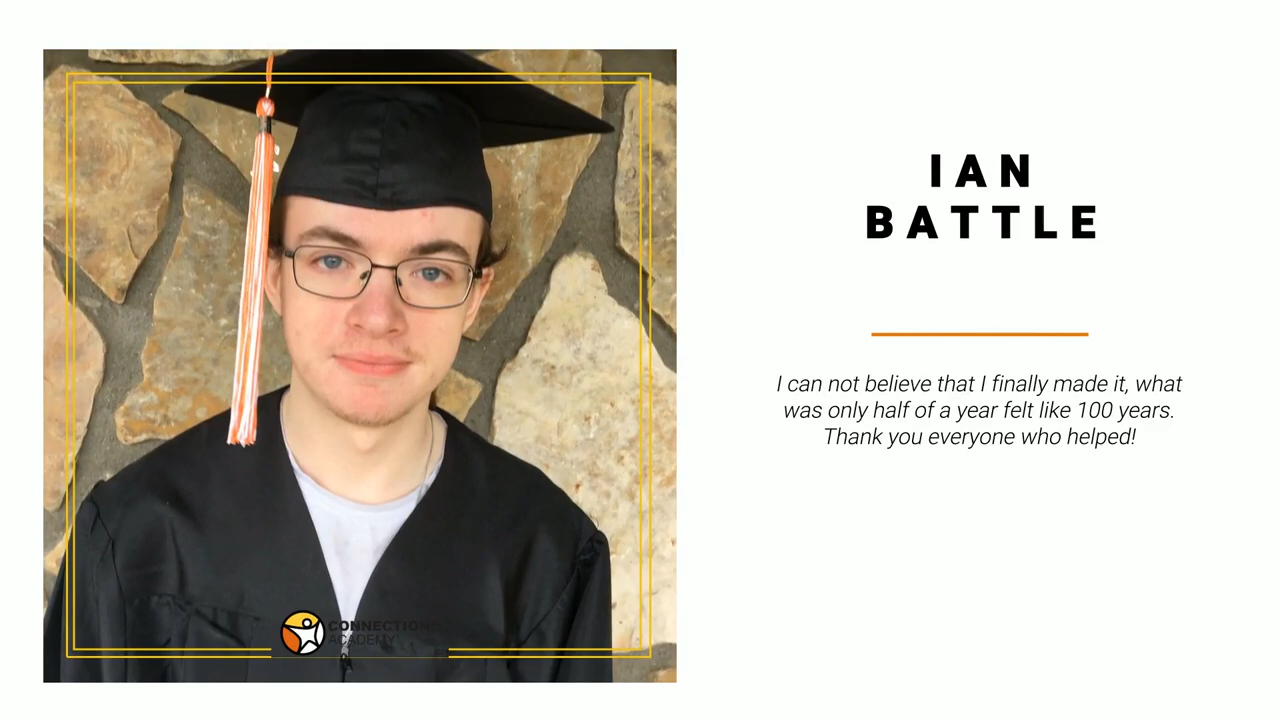 IAN
BATTLE
I can not believe that I finally made it, what
was only half of a year felt like 100 years.
Thank you everyone who helped!
CONNECTIONS
ACADEMY